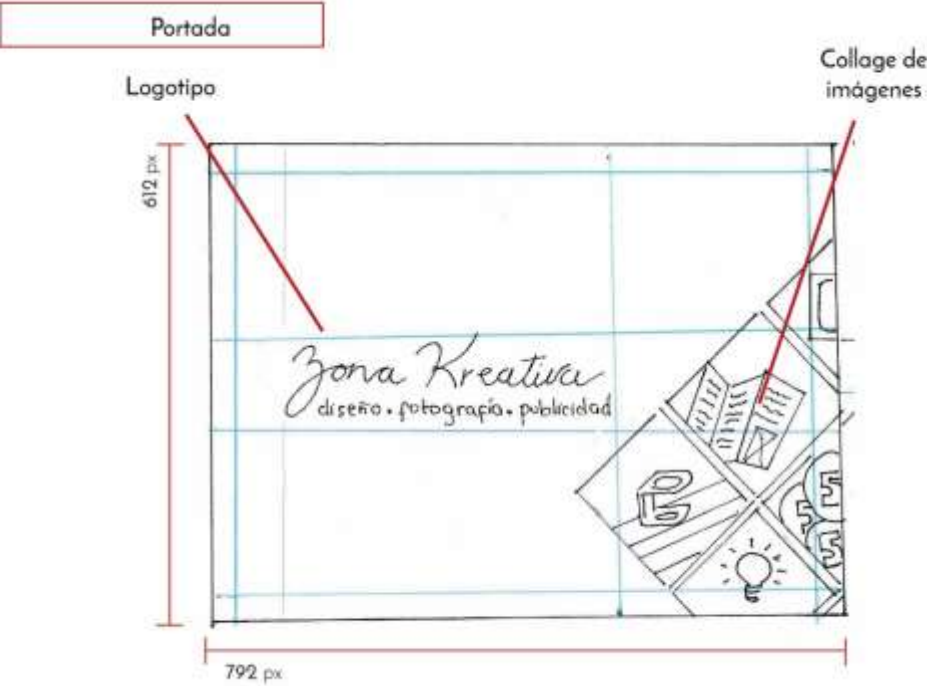 Portada
Logotipo
Collage de
imágenes
612 px
Zona Kreativa
diseño. fotografía. publicidad
792 px